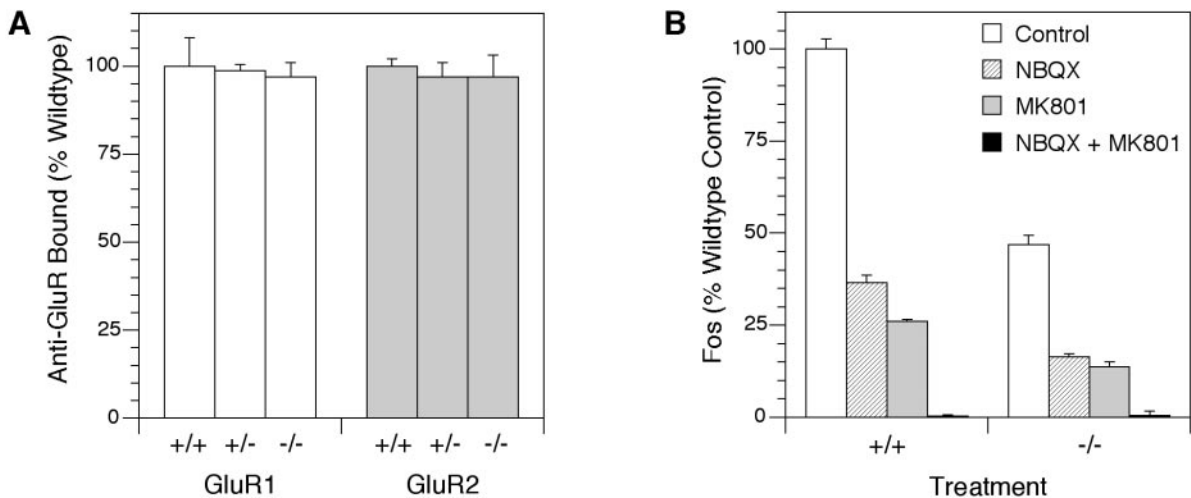 A
Anti-GluR Bound (% Wildtype)
100
75
50
25
0
+/+ +/- -/- +/+ +/- -/-
GluR1 GluR2
B
Fos (% Wildtype Control)
100
75
50
25
0
Control
NBQX
MK801
NBQX + MK801
+/+ -/-
Treatment